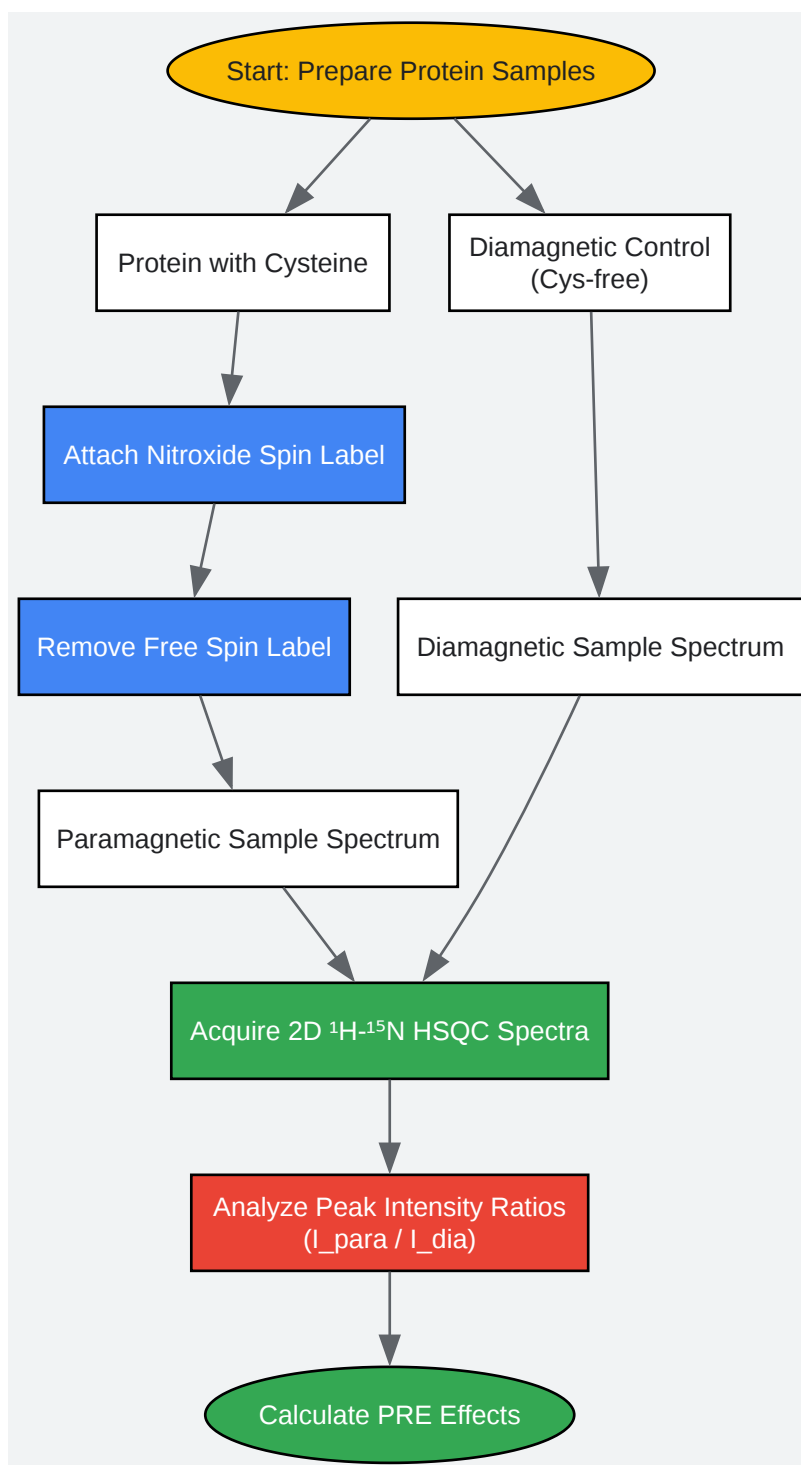 Start: Prepare Protein Samples
Protein with Cysteine
Diamagnetic Control
(Cys-free)
Attach Nitroxide Spin Label
Remove Free Spin Label
Diamagnetic Sample Spectrum
Paramagnetic Sample Spectrum
Acquire 2D ¹H-¹⁵N HSQC Spectra
Analyze Peak Intensity Ratios
(I_para / I_dia)
Calculate PRE Effects